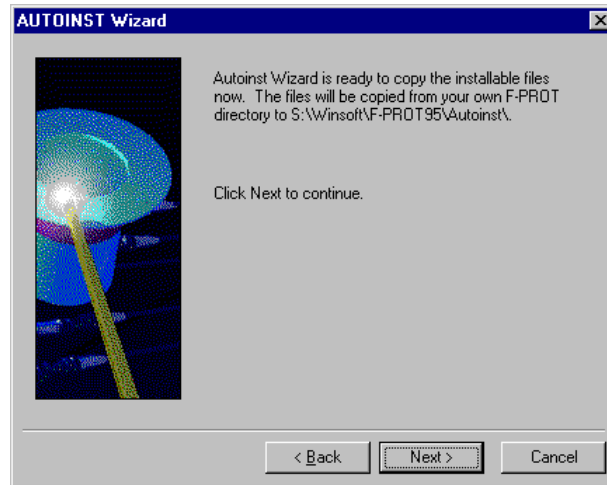 AUTOINST Wizard
Autoinst Wizard is ready to copy the installable files
now. The files will be copied from your own F-PROT
directory to S:\Winsoft\F-PROT95\Autoinst\.
Click Next to continue.
< Back
Next >
Cancel